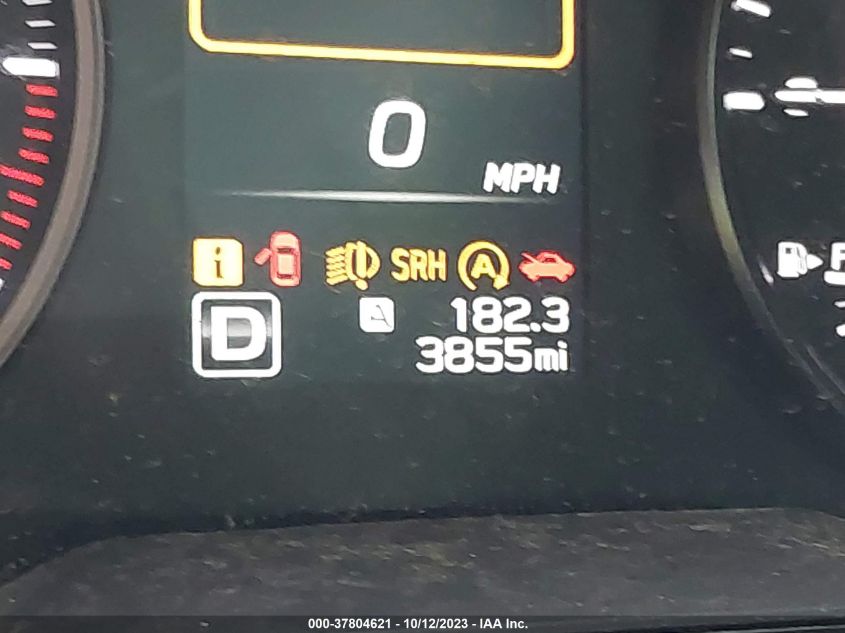 0
MPH
i SRH A
D A 182.3
3855mi
F
000-37804621 - 10/12/2023 - IAA Inc.